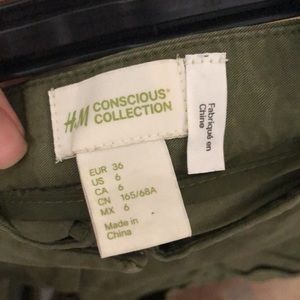 H&M CONSCIOUS
COLLECTION
EUR 36
US 6
CA 6
CN 165/68A
MX 6
Made in
China
Fabriqué en
Chine